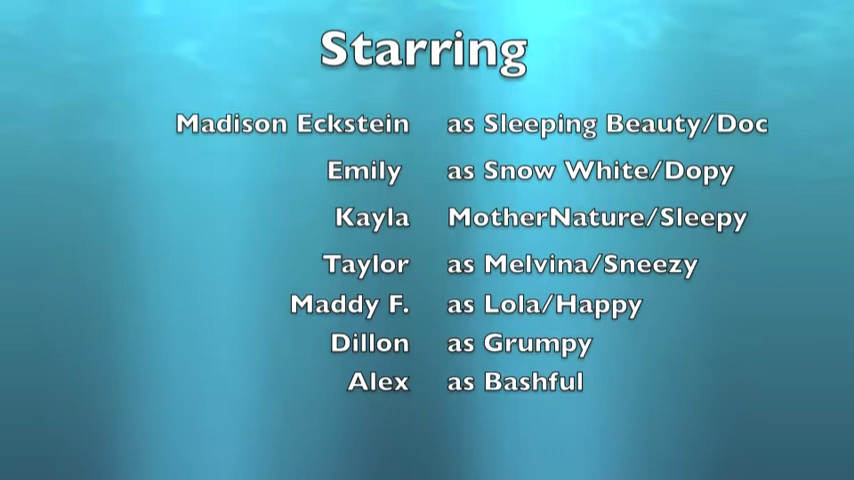 Starring
Madison Eckstein as Sleeping Beauty/Doc
Emily as Snow White/Dopy
Kayla MotherNature/Sleepy
Taylor as Melvina/Sneezy
Maddy F. as Lola/Happy
Dillon as Grumpy
Alex as Bashful